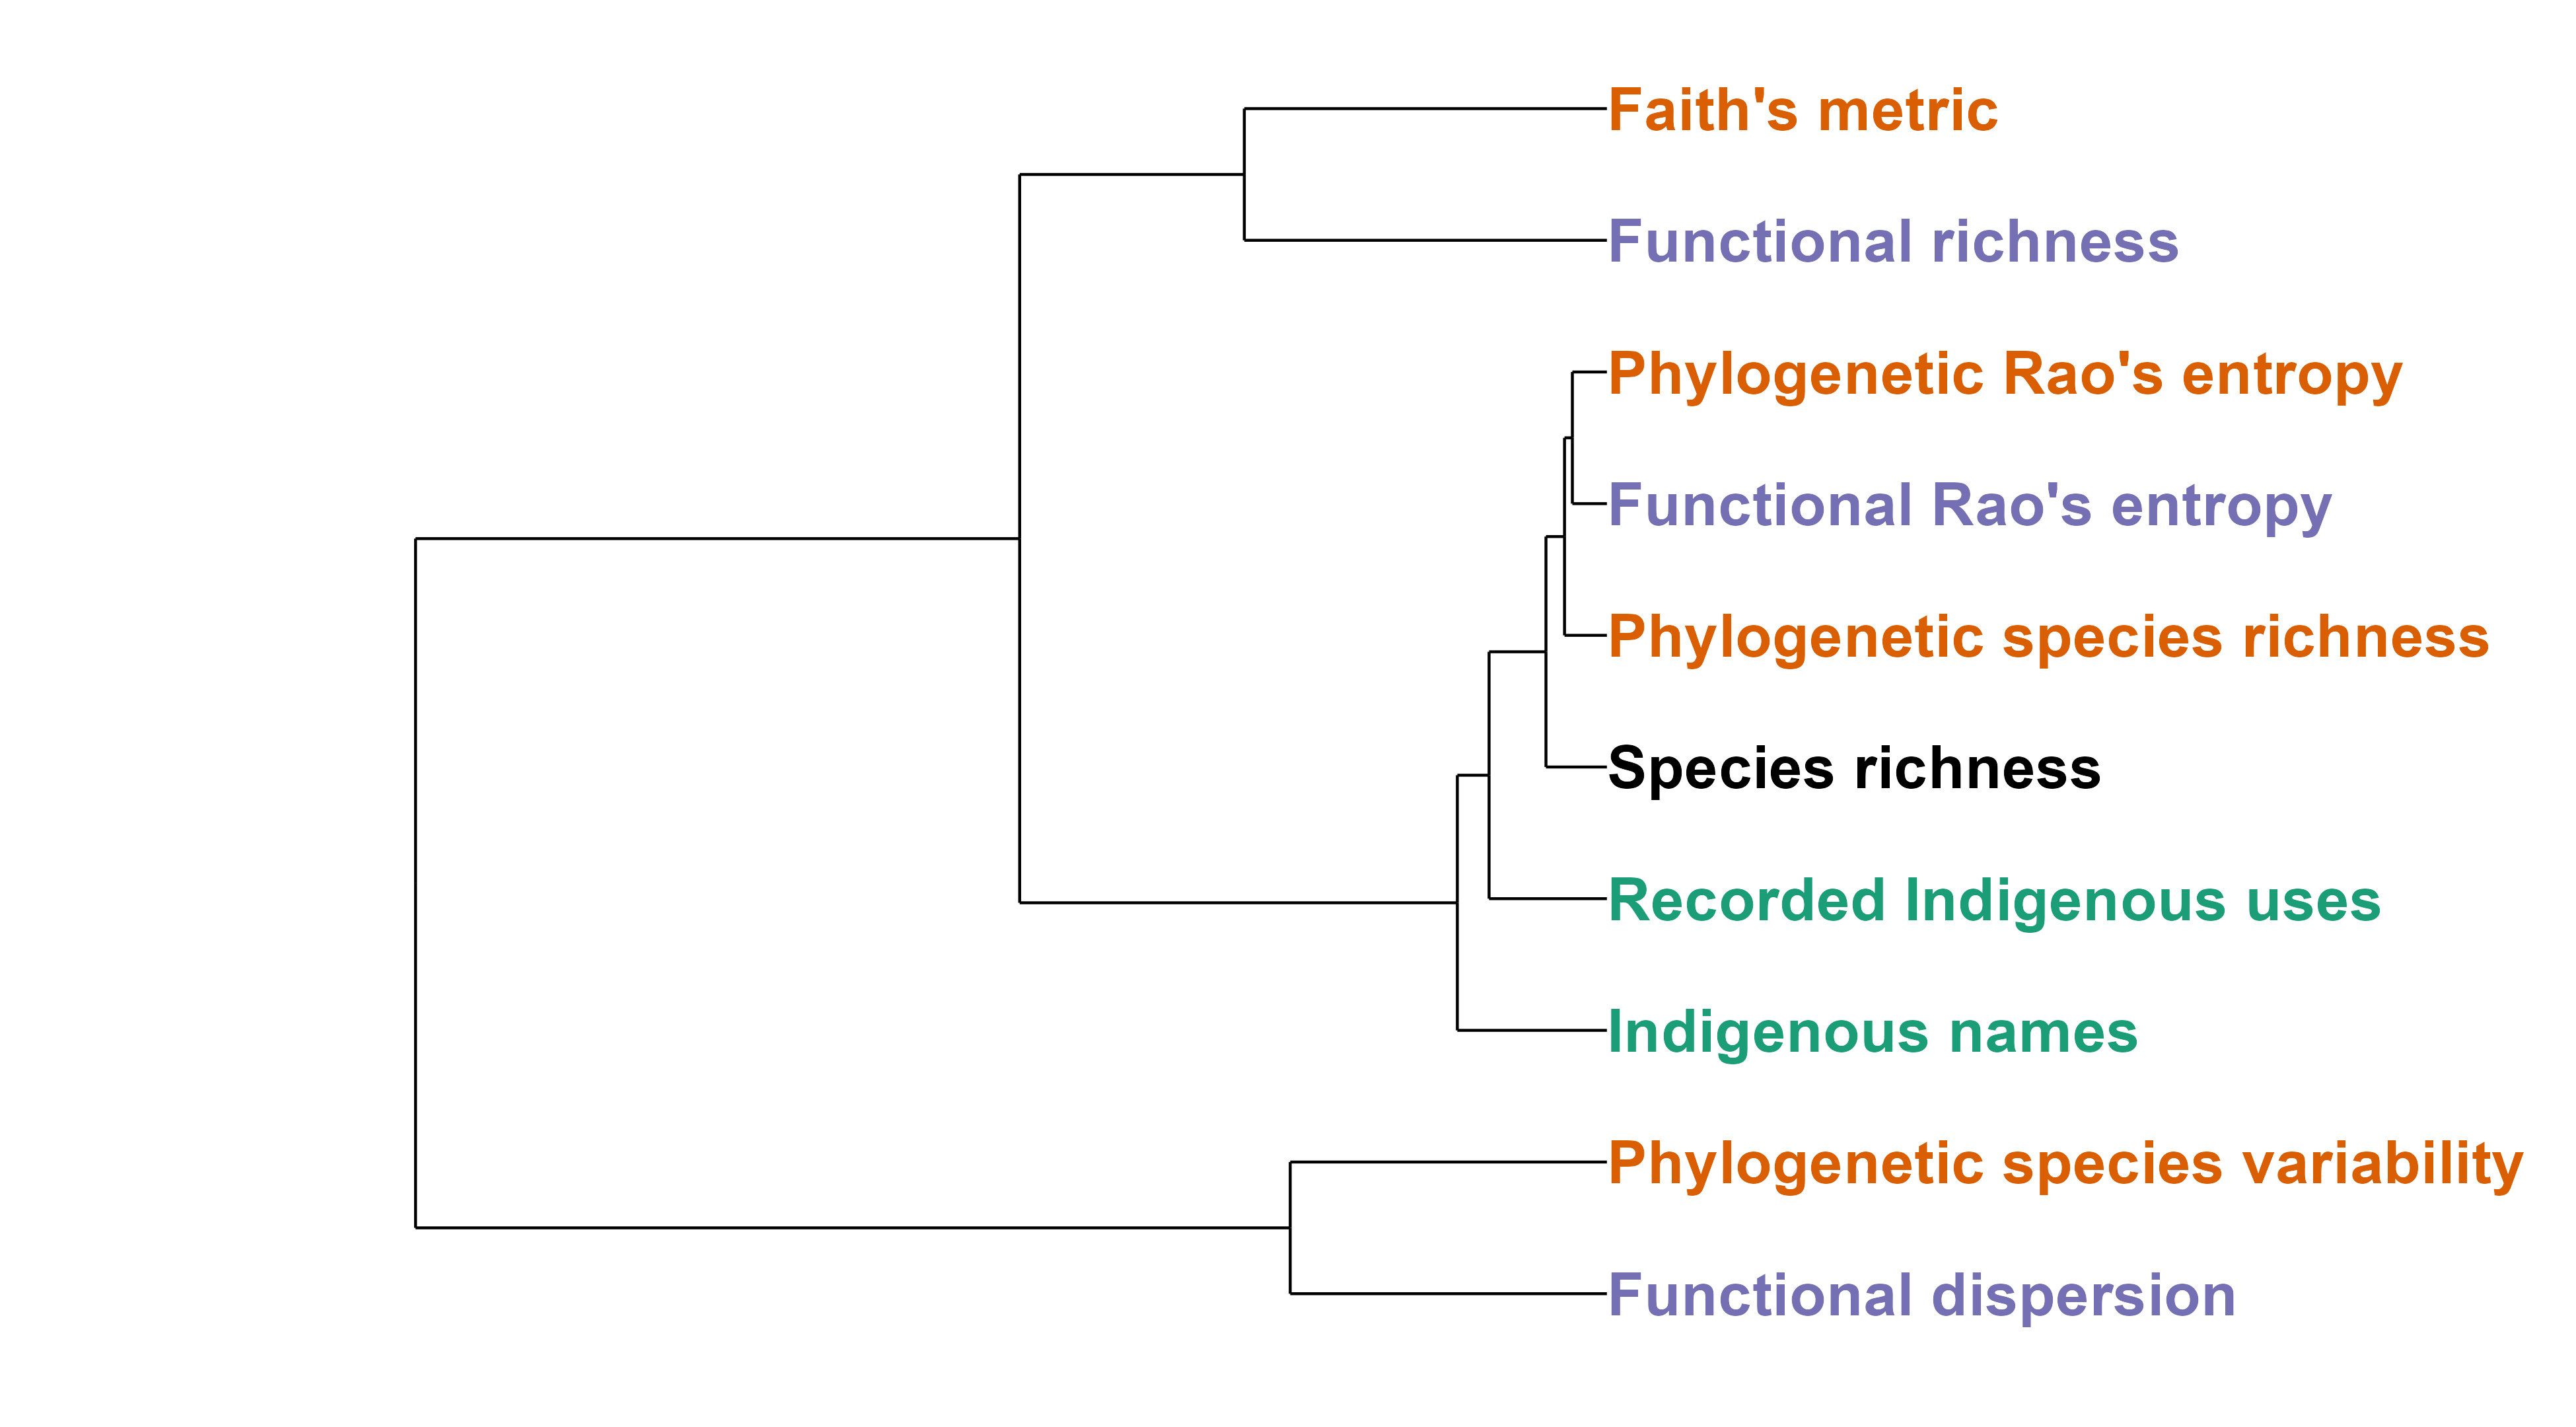 Faith's metric
Functional richness
Phylogenetic Rao's entropy
Functional Rao's entropy
Phylogenetic species richness
Species richness
Recorded Indigenous uses
Indigenous names
Phylogenetic species variability
Functional dispersion